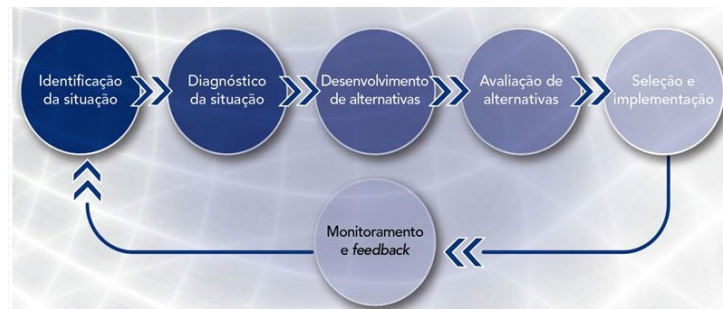 Identificação
da situação
Diagnóstico
da situação
Desenvolvimento
de alternativas
Avaliação de
alternativas
Seleção e
implementação
Monitoramento
e feedback